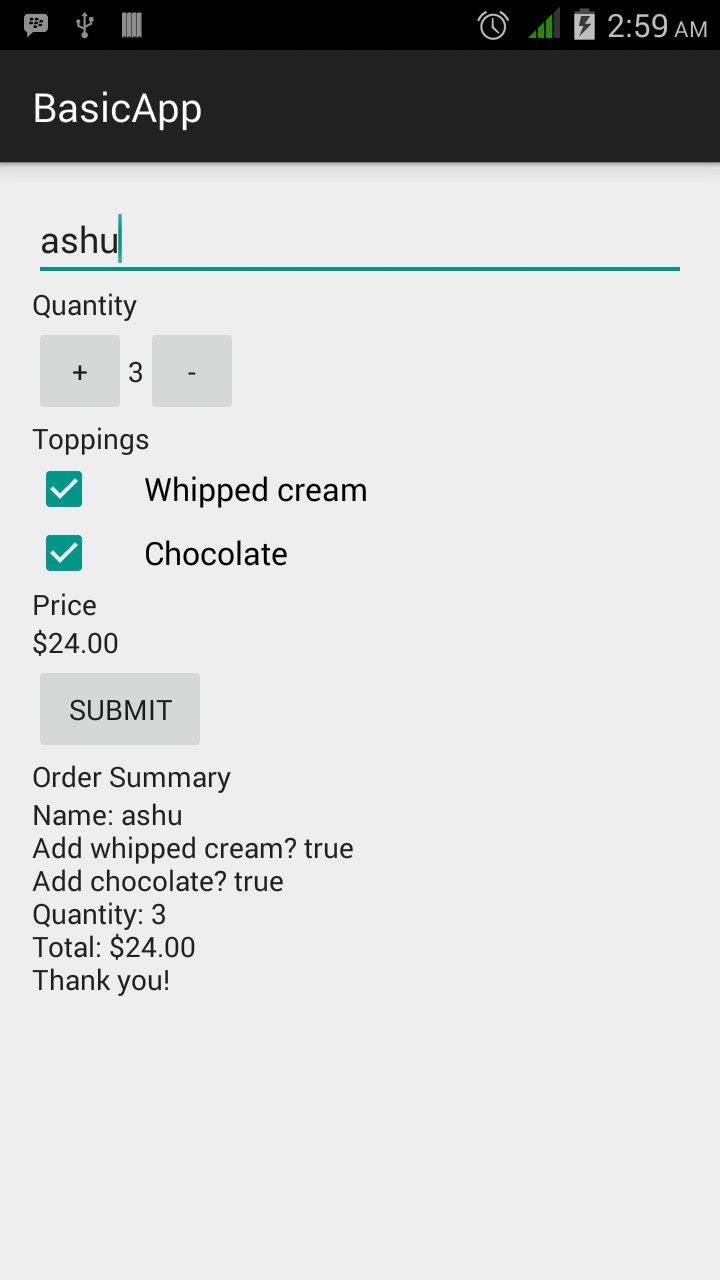 2:59 AM
BasicApp
ashu
Quantity
+ 3 -
Toppings
Whipped cream
Chocolate
Price
$24.00
SUBMIT
Order Summary
Name: ashu
Add whipped cream? true
Add chocolate? true
Quantity: 3
Total: $24.00
Thank you!